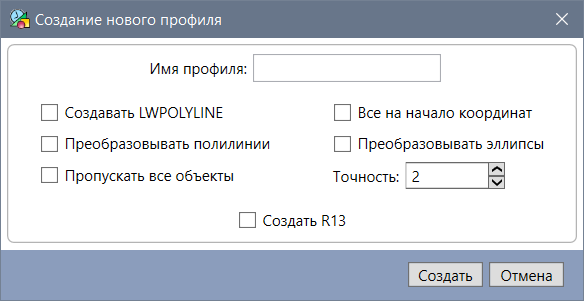 Создание нового профиля
Имя профиля:
Создавать LWPOLYLINE
Все на начало координат
Преобразовывать полилинии
Преобразовывать эллипсы
Пропускать все объекты
Точность: 2
Создать R13
Создать Отмена